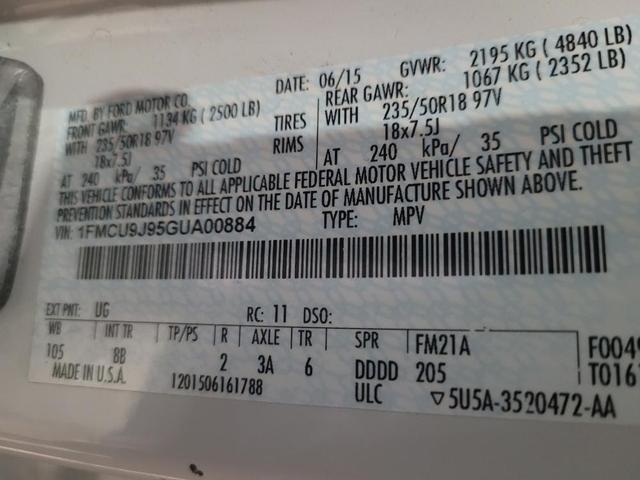 MFD. BY FORD MOTOR CO. DATE: 06/15 GVWR: 2195 KG ( 4840 LB)
FRONT GAWR: 1134 KG ( 2500 LB) REAR GAWR: 1067 KG ( 2352 LB)
WITH 235/50R18 97V TIRES WITH 235/50R18 97V
18x7.5J RIMS 18x7.5J
AT 240 kPa/ 35 PSI COLD AT 240 kPa/ 35 PSI COLD
THIS VEHICLE CONFORMS TO ALL APPLICABLE FEDERAL MOTOR VEHICLE SAFETY AND THEFT
PREVENTION STANDARDS IN EFFECT ON THE DATE OF MANUFACTURE SHOWN ABOVE.
VIN: 1FMCU9J95GUA00884 TYPE: MPV
EXT PNT: UG RC: 11 DSO:
WB INT TR TP/PS R AXLE TR SPR FM21A F004
105 8B 2 3A 6 DDDD 205 T016
MADE IN U.S.A. 1201506161788 ULC ▽5U5A-3520472-AA